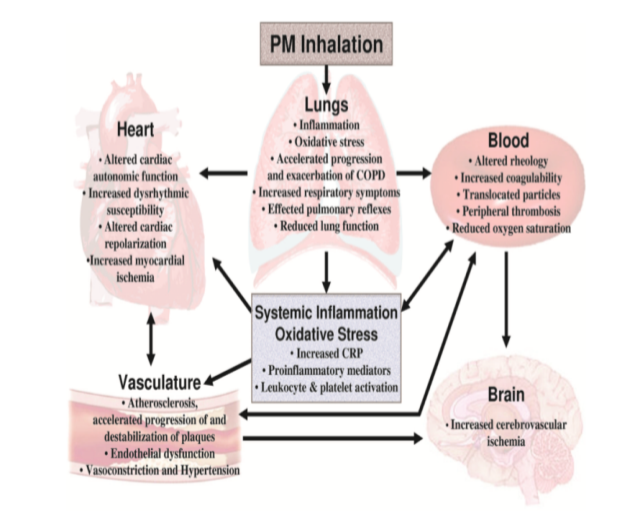 PM Inhalation
Lungs
• Inflammation
• Oxidative stress
• Accelerated progression
and exacerbation of COPD
• Increased respiratory symptoms
• Effected pulmonary reflexes
• Reduced lung function
Heart
• Altered cardiac
autonomic function
• Increased dysrhythmic
susceptibility
• Altered cardiac
repolarization
•Increased myocardial
ischemia
Blood
• Altered rheology
• Increased coagulability
• Translocated particles
• Peripheral thrombosis
• Reduced oxygen saturation
Systemic Inflammation
Oxidative Stress
• Increased CRP
• Proinflammatory mediators
• Leukocyte & platelet activation
Vasculature
• Atherosclerosis,
accelerated progression of and
destabilization of plaques
• Endothelial dysfunction
• Vasoconstriction and Hypertension
Brain
• Increased cerebrovascular
ischemia